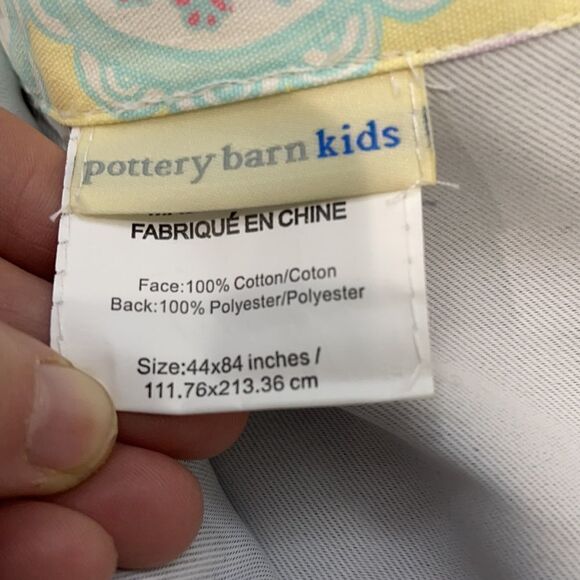 pottery barn kids
FABRIQUÉ EN CHINE
Face:100% Cotton/Coton
Back:100% Polyester/Polyester
Size:44x84 inches /
111.76x213.36 cm